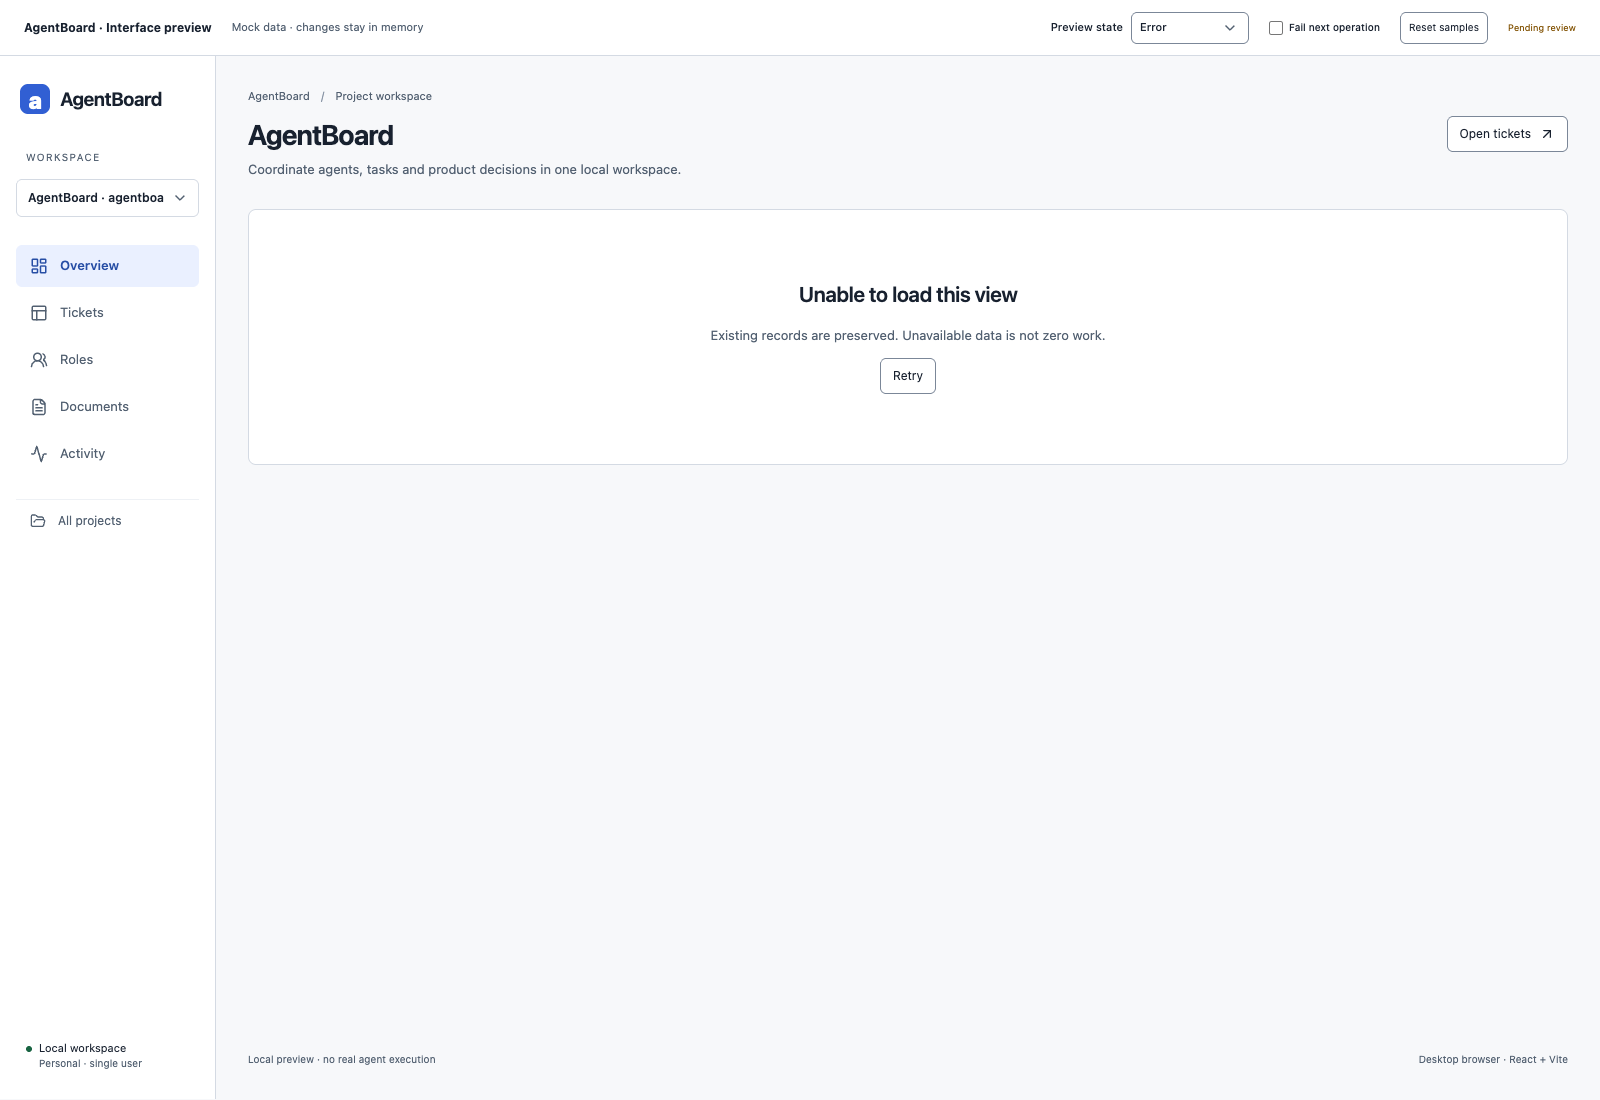 AgentBoard · Interface preview
Mock data · changes stay in memory
Preview state
Error
Fail next operation
Reset samples
Pending review
a
AgentBoard
WORKSPACE
AgentBoard · agentboa
Overview
Tickets
Roles
Documents
Activity
All projects
Local workspace
Personal · single user
AgentBoard / Project workspace
AgentBoard
Coordinate agents, tasks and product decisions in one local workspace.
Open tickets
Unable to load this view
Existing records are preserved. Unavailable data is not zero work.
Retry
Local preview · no real agent execution
Desktop browser · React + Vite